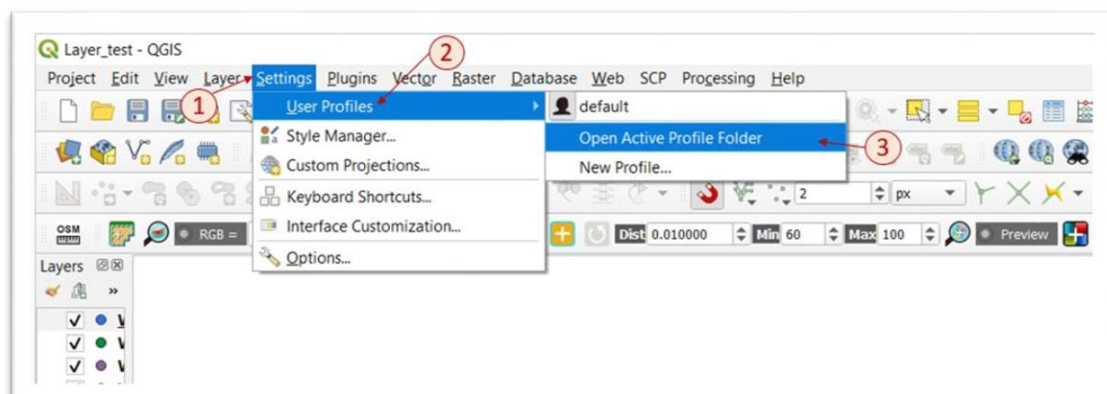 Layer_test - QGIS
2
Project Edit View Layer Settings Plugins Vector Raster Database Web SCP Processing Help
1
User Profiles
default
Style Manager...
Open Active Profile Folder
3
Custom Projections...
New Profile...
Keyboard Shortcuts...
2
px
Interface Customization...
OSM
RGB =
Dist 0.010000
Min 60
Max 100
Preview
Options...
Layers
»